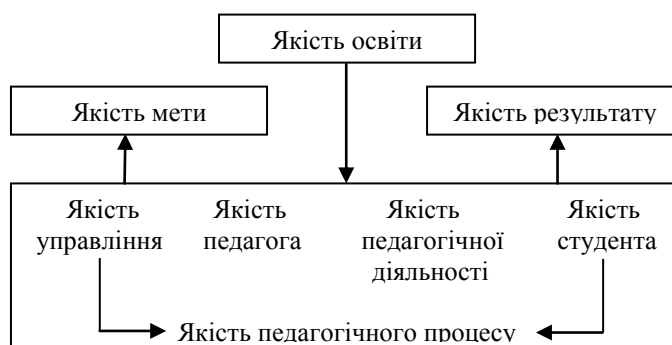 Якість освіти
Якість мети
Якість результату
Якість
управління
Якість
педагога
Якість
педагогічної
діяльності
Якість
студента
Якість педагогічного процесу